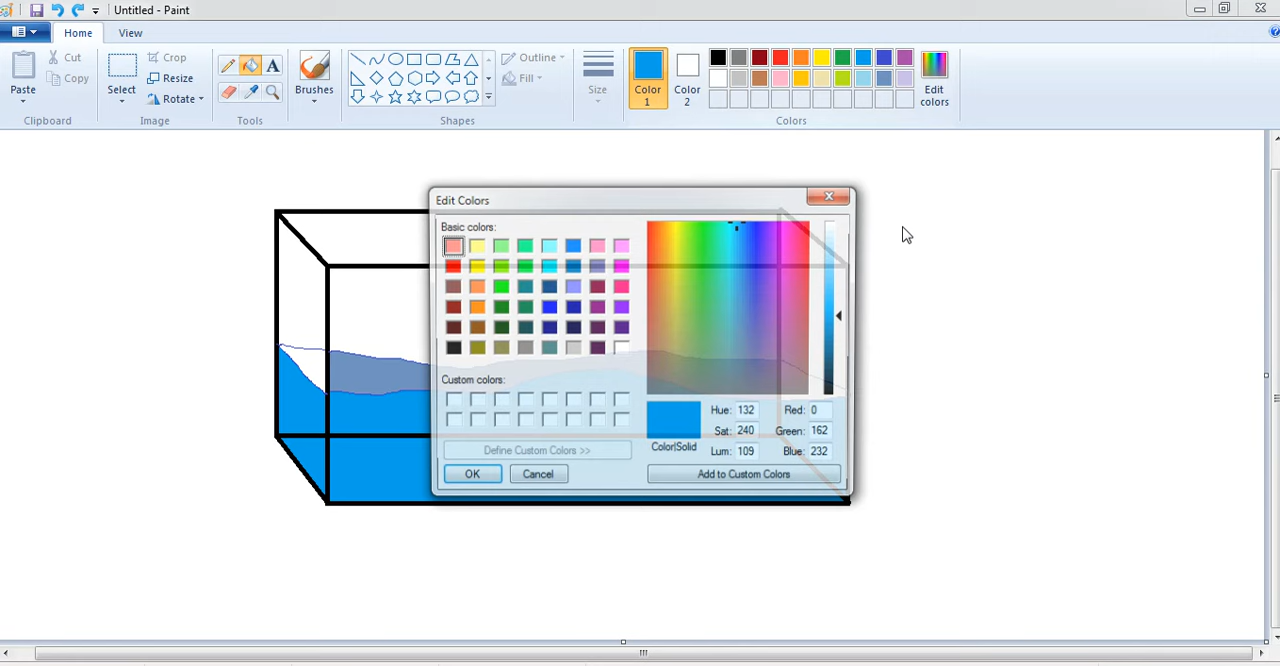 Untitled - Paint
Home View
Paste
Cut
Copy
Clipboard
Select
Crop
Resize
Rotate
Image
A
Tools
Brushes
Outline
Fill
Shapes
Size
Color 1
Color 2
Edit colors
Colors
Edit Colors
Basic colors:
Custom colors:
Define Custom Colors >>
OK Cancel
Color|Solid
Hue: 132 Red: 0
Sat: 240 Green: 162
Lum: 109 Blue: 232
Add to Custom Colors